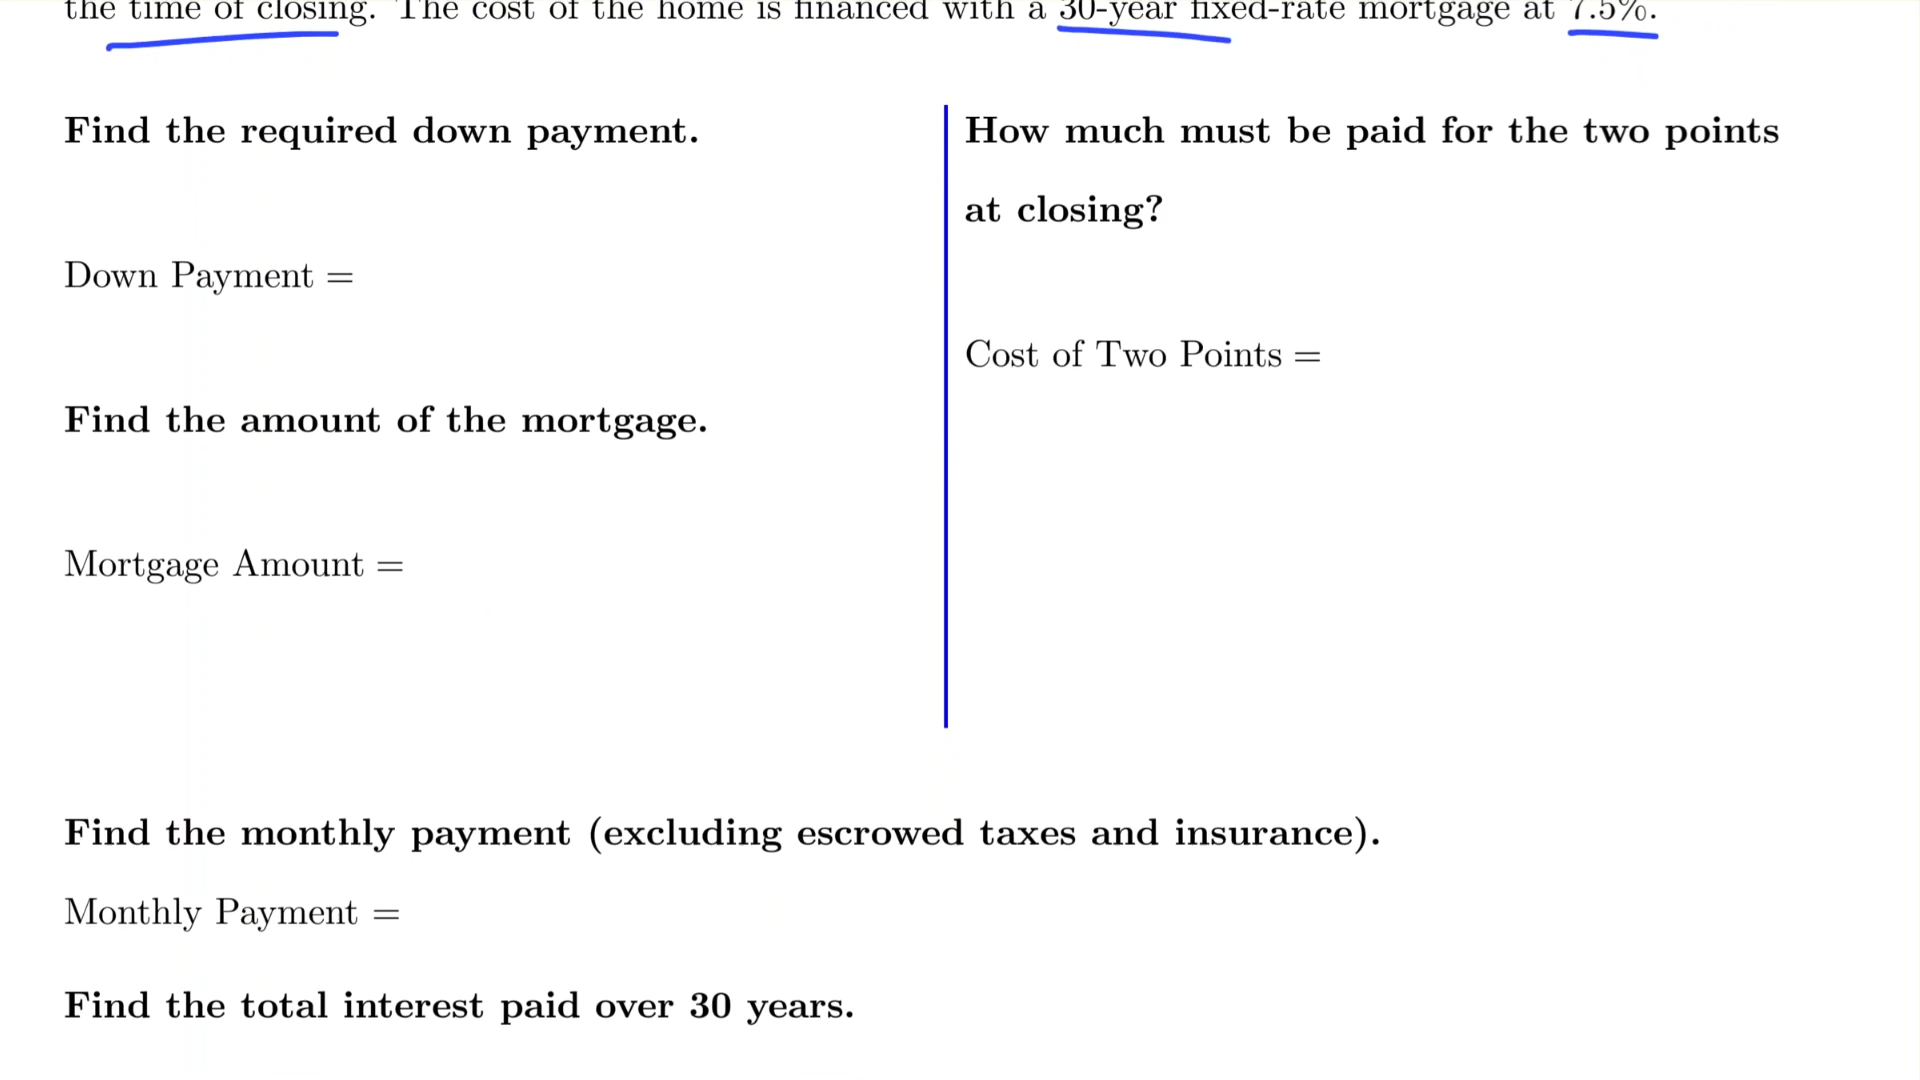 the time of closing. The cost of the home is financed with a 30-year fixed-rate mortgage at 7.5%.
Find the required down payment.
Down Payment =
Find the amount of the mortgage.
Mortgage Amount =
How much must be paid for the two points
at closing?
Cost of Two Points =
Find the monthly payment (excluding escrowed taxes and insurance).
Monthly Payment =
Find the total interest paid over 30 years.